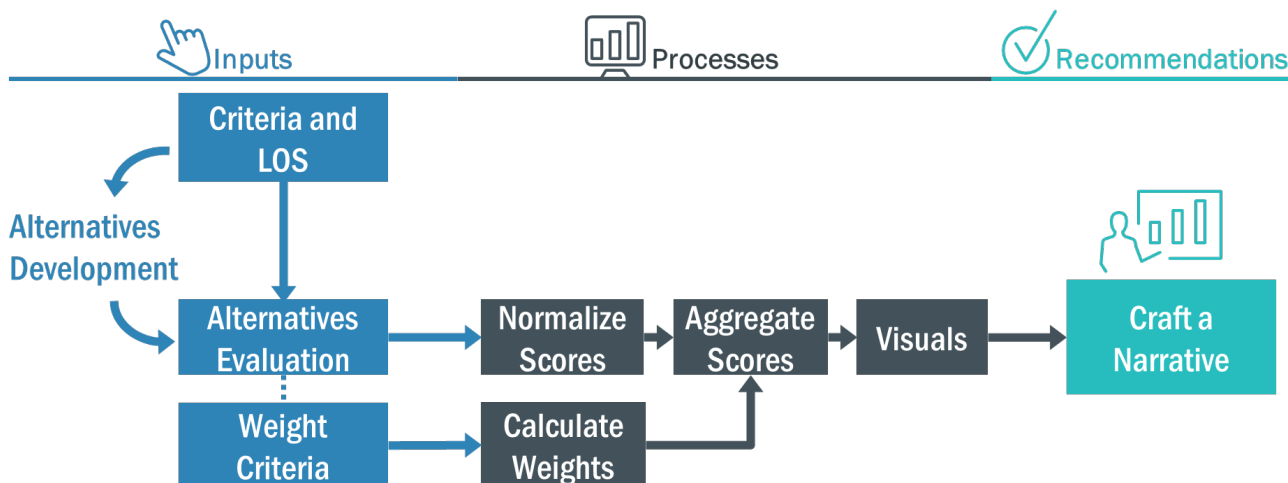 Inputs
Processes
Recommendations
Criteria and
LOS
Alternatives
Development
Alternatives
Evaluation
Normalize
Scores
Aggregate
Scores
Visuals
Craft a
Narrative
Weight
Criteria
Calculate
Weights